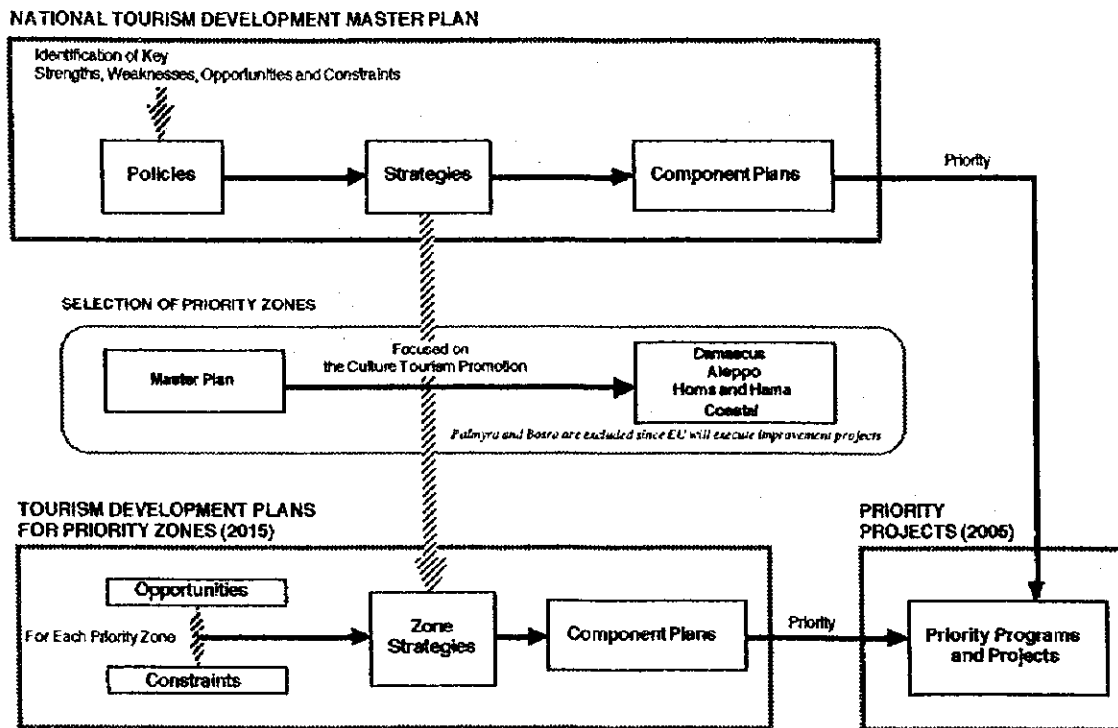 NATIONAL TOURISM DEVELOPMENT MASTER PLAN
Identification of Key
Strengths, Weaknesses, Opportunities and Constraints
Policies
Strategies
Component Plans
Priority
SELECTION OF PRIORITY ZONES
Master Plan
Focused on
the Culture Tourism Promotion
Damascus
Aleppo
Homs and Hama
Coastal
Palmyra and Bosra are excluded since EU will execute improvement projects
TOURISM DEVELOPMENT PLANS
FOR PRIORITY ZONES (2015)
Opportunities
For Each Priority Zone
Constraints
Zone
Strategies
Component Plans
Priority
PRIORITY
PROJECTS (2005)
Priority Programs
and Projects